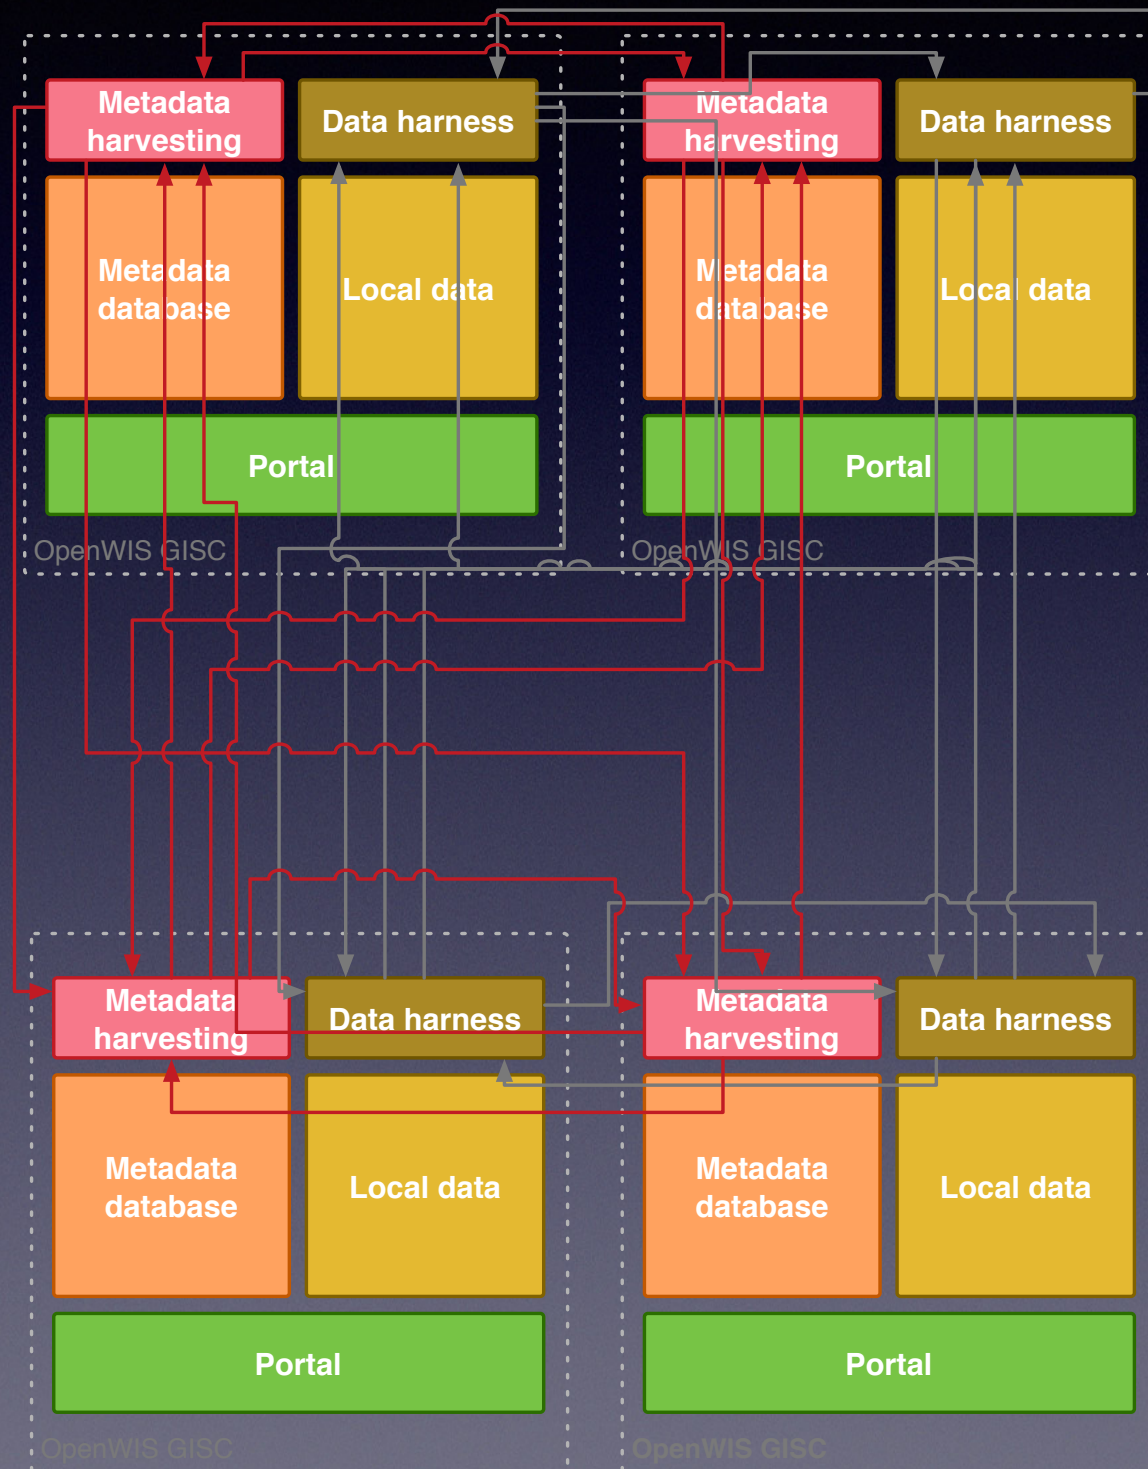 Metadata
harvesting
Data harness
Metadata
database
Local data
Portal
OpenWIS GISC
Metadata
harvesting
Data harness
Metadata
database
Local data
Portal
OpenWIS GISC
Metadata
harvesting
Data harness
Metadata
database
Local data
Portal
OpenWIS GISC
Metadata
harvesting
Data harness
Metadata
database
Local data
Portal
OpenWIS GISC